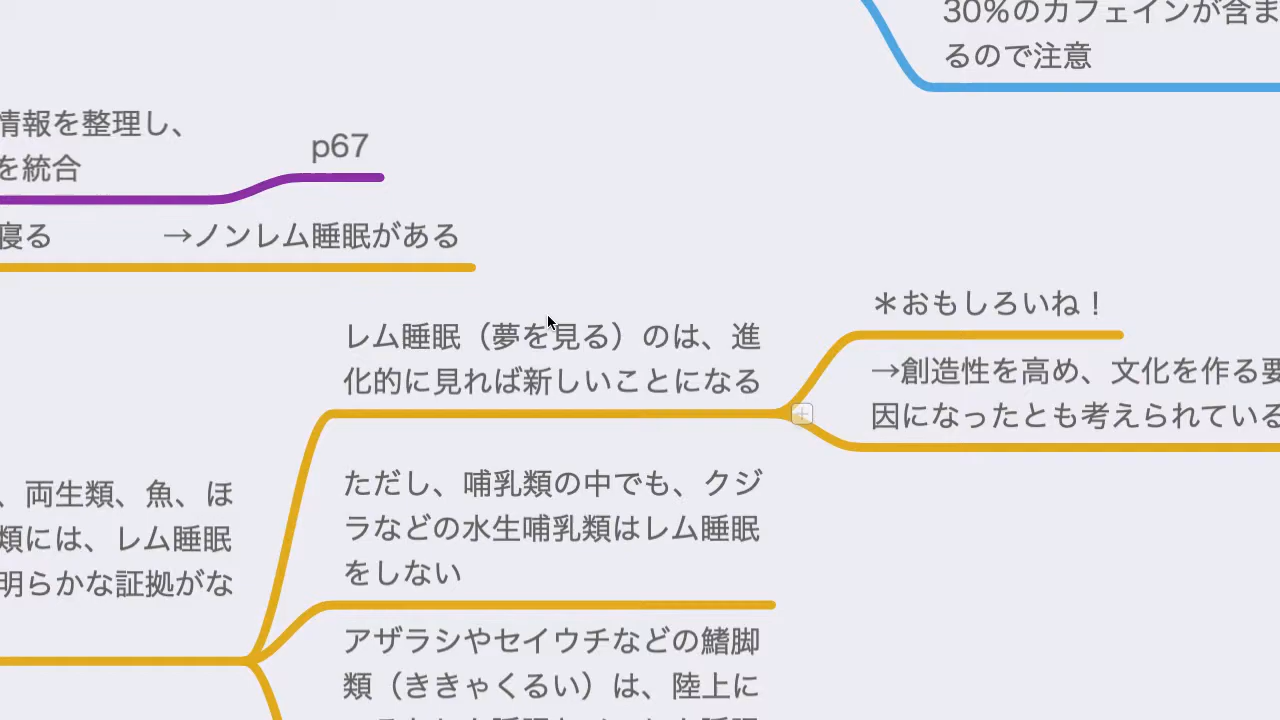 30%のカフェインが含ま
るので注意
情報を整理し、
を統合
p67
寝る
→ノンレム睡眠がある
レム睡眠（夢を見る）のは、進
化的に見れば新しいことになる
＊おもしろいね！
→創造性を高め、文化を作る要
因になったとも考えられている
、両生類、魚、ほ
類には、レム睡眠
明らかな証拠がな
ただし、哺乳類の中でも、クジ
ラなどの水生哺乳類はレム睡眠
をしない
アザラシやセイウチなどの鰭脚
類（ききゃくるい）は、陸上に